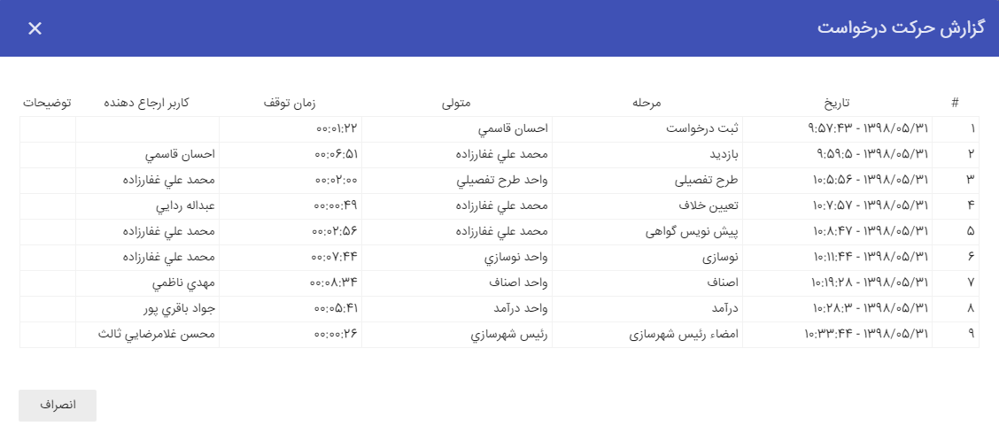 گزارش حرکت درخواست ×
# تاریخ مرحله متولی زمان توقف کاربر ارجاع دهنده توضیحات
۱ ۱۳۹۸/۰۵/۳۱ - ۹:۵۷:۴۳ ثبت درخواست احسان قاسمي ۰۰:۰۱:۲۲
۲ ۱۳۹۸/۰۵/۳۱ - ۹:۵۹:۵ بازدید محمد علي غفارزاده ۰۰:۰۶:۵۱ احسان قاسمي
۳ ۱۳۹۸/۰۵/۳۱ - ۱۰:۵:۵۶ طرح تفصیلی واحد طرح تفصيلي ۰۰:۰۲:۰۰ محمد علي غفارزاده
۴ ۱۳۹۸/۰۵/۳۱ - ۱۰:۷:۵۷ تعیین خلاف محمد علي غفارزاده ۰۰:۰۰:۴۹ عبداله ردايي
۵ ۱۳۹۸/۰۵/۳۱ - ۱۰:۸:۴۷ پیش نویس گواهی محمد علي غفارزاده ۰۰:۰۲:۵۶ محمد علي غفارزاده
۶ ۱۳۹۸/۰۵/۳۱ - ۱۰:۱۱:۴۴ نوسازی واحد نوسازي ۰۰:۰۷:۴۴ محمد علي غفارزاده
۷ ۱۳۹۸/۰۵/۳۱ - ۱۰:۱۹:۲۸ اصناف واحد اصناف ۰۰:۰۸:۳۴ مهدي ناظمي
۸ ۱۳۹۸/۰۵/۳۱ - ۱۰:۲۸:۳ درآمد واحد درآمد ۰۰:۰۵:۴۱ جواد باقري پور
۹ ۱۳۹۸/۰۵/۳۱ - ۱۰:۳۳:۴۴ امضاء رئیس شهرسازی رئيس شهرسازي ۰۰:۰۰:۲۶ محسن غلامرضايي ثالث
انصراف